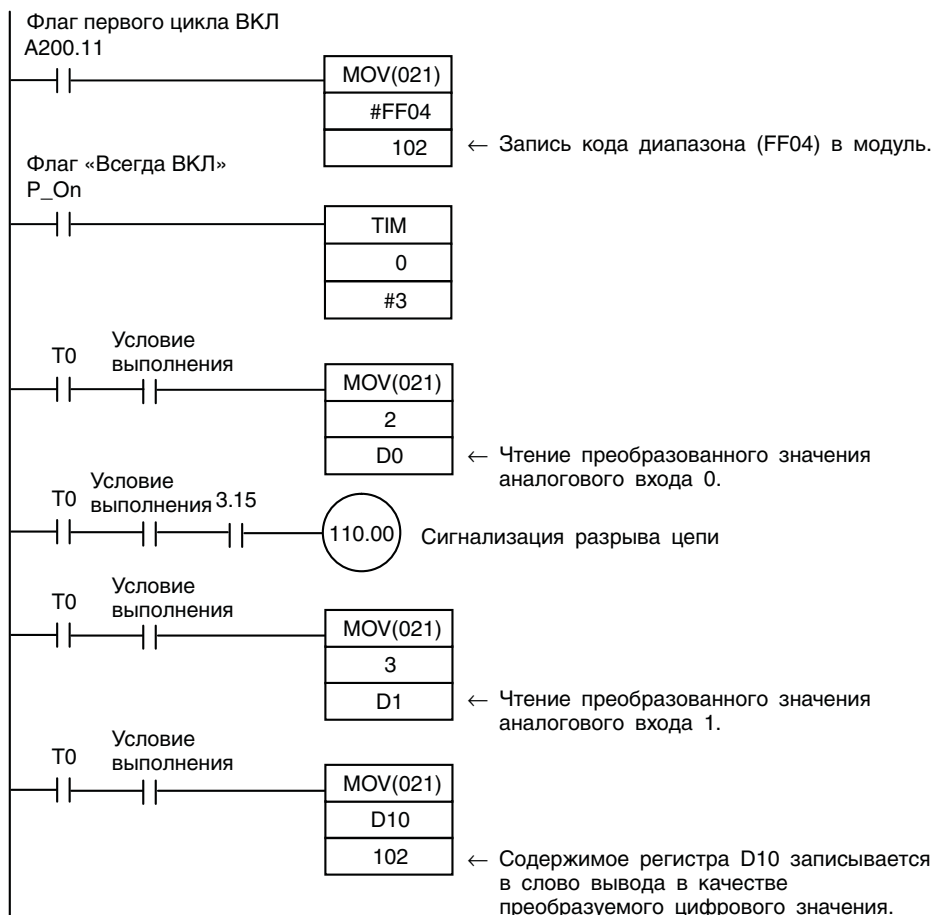 Флаг первого цикла ВКЛ
A200.11
MOV(021)
#FF04
102
← Запись кода диапазона (FF04) в модуль.
Флаг «Всегда ВКЛ»
P_On
TIM
0
#3
T0
Условие
выполнения
MOV(021)
2
D0
← Чтение преобразованного значения
аналогового входа 0.
T0
Условие
выполнения
3.15
110.00
Сигнализация разрыва цепи
T0
Условие
выполнения
MOV(021)
3
D1
← Чтение преобразованного значения
аналогового входа 1.
T0
Условие
выполнения
MOV(021)
D10
102
← Содержимое регистра D10 записывается
в слово вывода в качестве
преобразуемого цифрового значения.